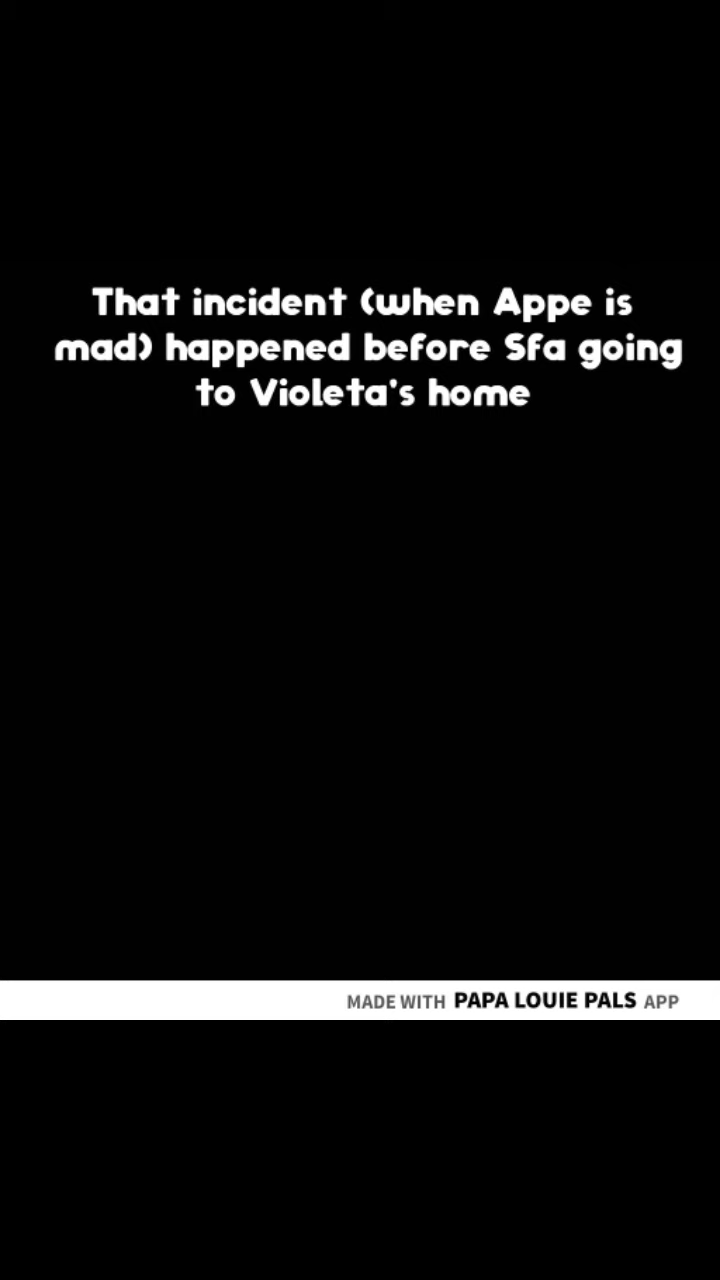 That incident (when Appe is
mad) happened before Sfa going
to Violeta's home
MADE WITH PAPA LOUIE PALS APP